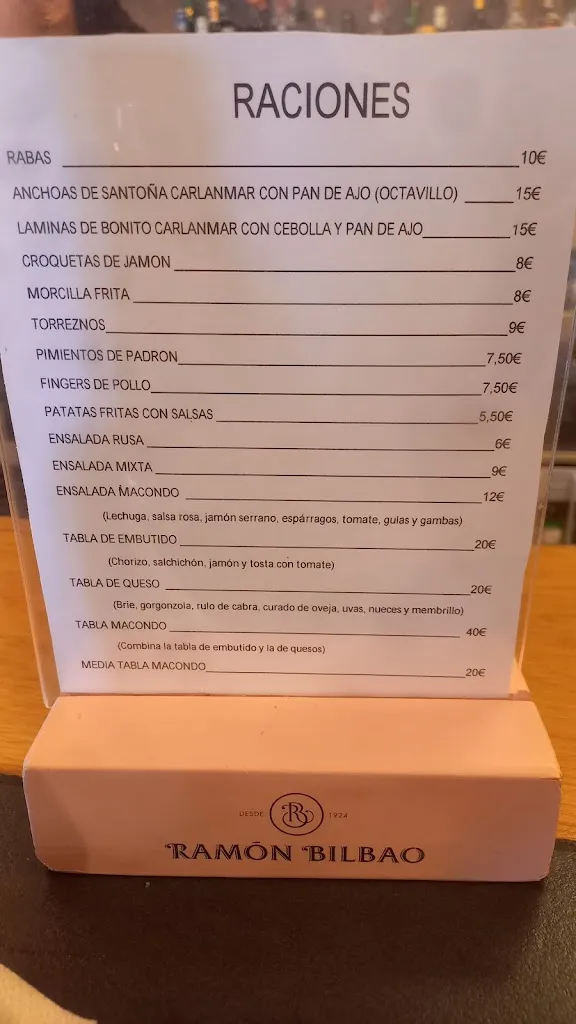 RACIONES
RABAS 10€
ANCHOAS DE SANTOÑA CARLANMAR CON PAN DE AJO (OCTAVILLO) 15€
LAMINAS DE BONITO CARLANMAR CON CEBOLLA Y PAN DE AJO 15€
CROQUETAS DE JAMON 8€
MORCILLA FRITA 8€
TORREZNOS 9€
PIMIENTOS DE PADRON 7,50€
FINGERS DE POLLO 7,50€
PATATAS FRITAS CON SALSAS 5,50€
ENSALADA RUSA 6€
ENSALADA MIXTA 9€
ENSALADA MACONDO 12€
(Lechuga, salsa rosa, jamón serrano, espárragos, tomate, gulas y gambas)
TABLA DE EMBUTIDO 20€
(Chorizo, salchichón, jamón y tosta con tomate)
TABLA DE QUESO 20€
(Brie, gorgonzola, rulo de cabra, curado de oveja, uvas, nueces y membrillo)
TABLA MACONDO 40€
(Combina la tabla de embutido y la de quesos)
MEDIA TABLA MACONDO 20€
DESDE RB 1924
RAMÓN BILBAO